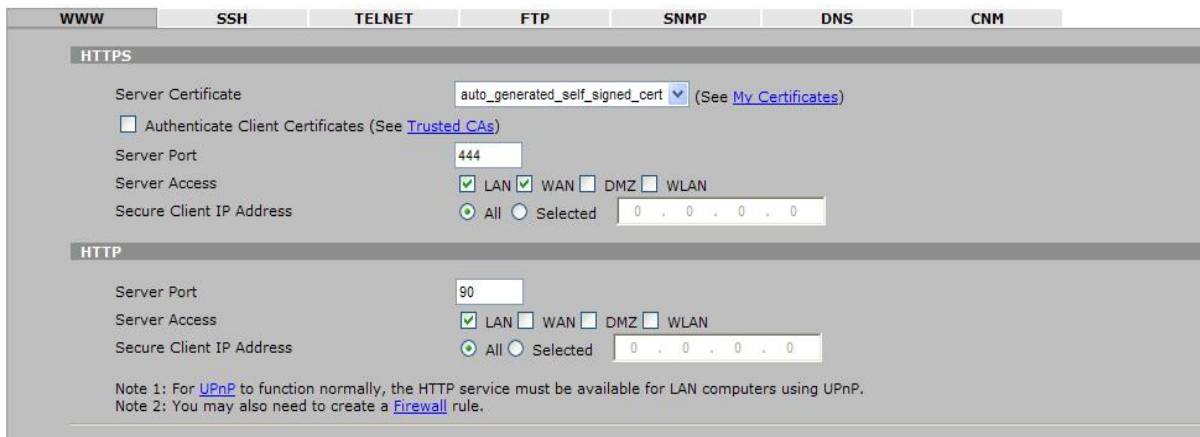 WWW SSH TELNET FTP SNMP DNS CNM
HTTPS
Server Certificate auto_generated_self_signed_cert (See My Certificates)
Authenticate Client Certificates (See Trusted CAs)
Server Port 444
Server Access LAN WAN DMZ WLAN
Secure Client IP Address All Selected 0 . 0 . 0 . 0
HTTP
Server Port 90
Server Access LAN WAN DMZ WLAN
Secure Client IP Address All Selected 0 . 0 . 0 . 0
Note 1: For UPnP to function normally, the HTTP service must be available for LAN computers using UPnP.
Note 2: You may also need to create a Firewall rule.